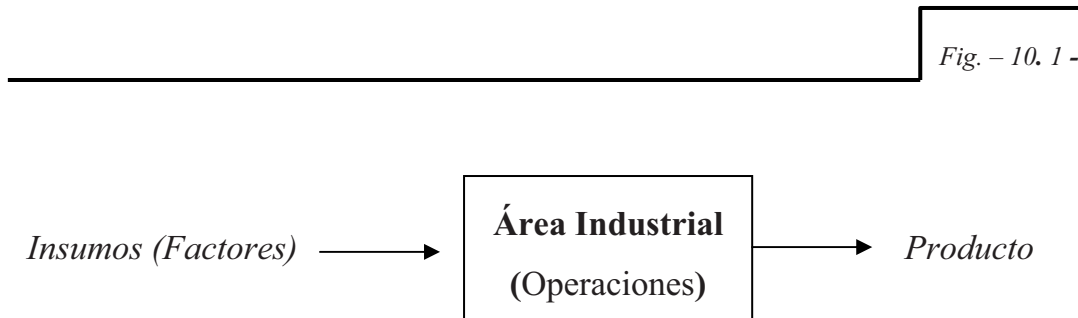 Fig. – 10. 1 -
Insumos (Factores)
Área Industrial
(Operaciones)
Producto